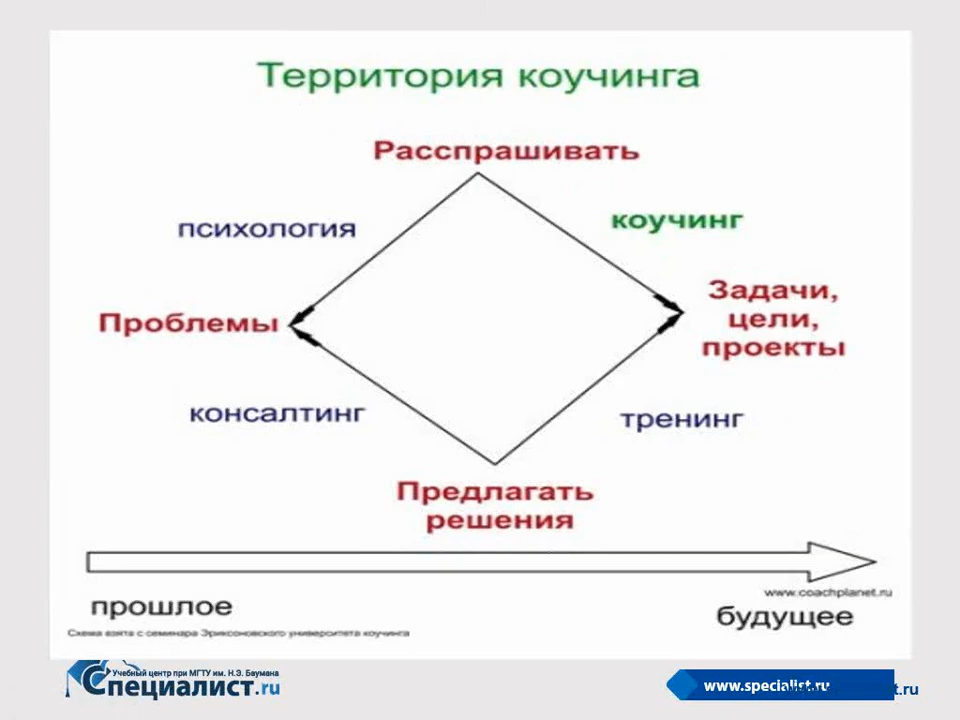 Территория коучинга
Расспрашивать
психология
коучинг
Проблемы
Задачи,
цели,
проекты
консалтинг
тренинг
Предлагать
решения
www.coachplanet.ru
прошлое
будущее
Схема взята с семинара Эриксоновского университета коучинга
Учебный центр при МГТУ им. Н.Э. Баумана
Специалист.ru
www.specialist.ru